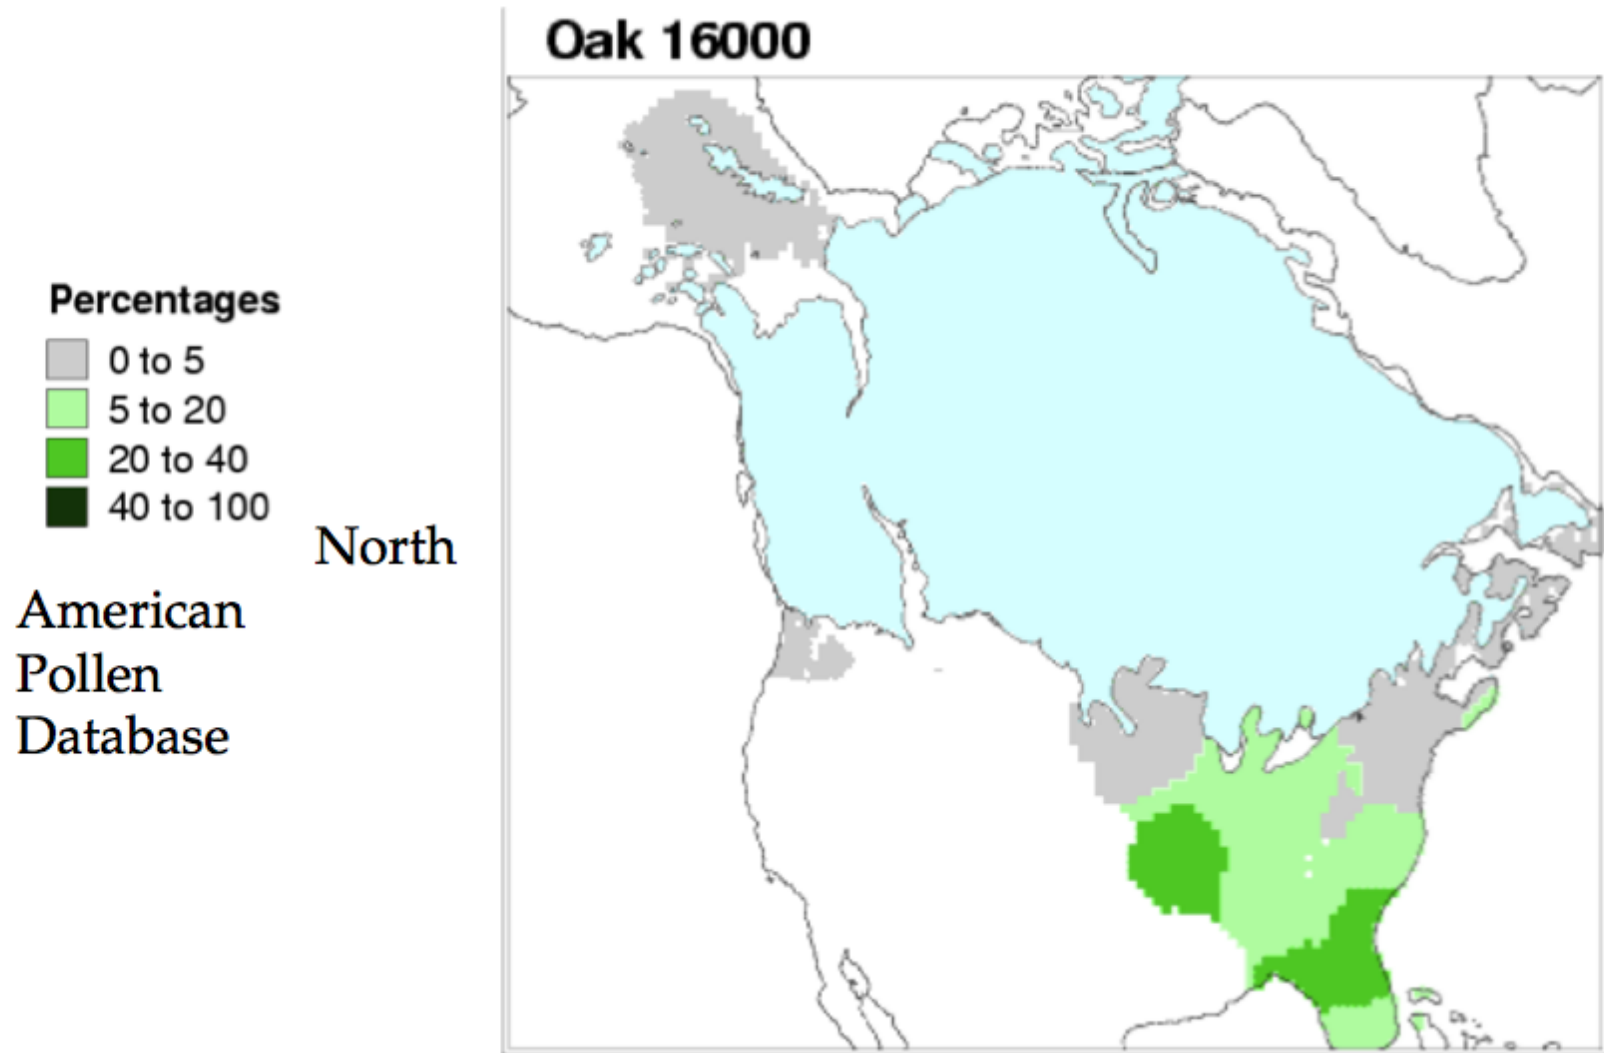 Oak 16000
Percentages
0 to 5
5 to 20
20 to 40
40 to 100
North
American
Pollen
Database